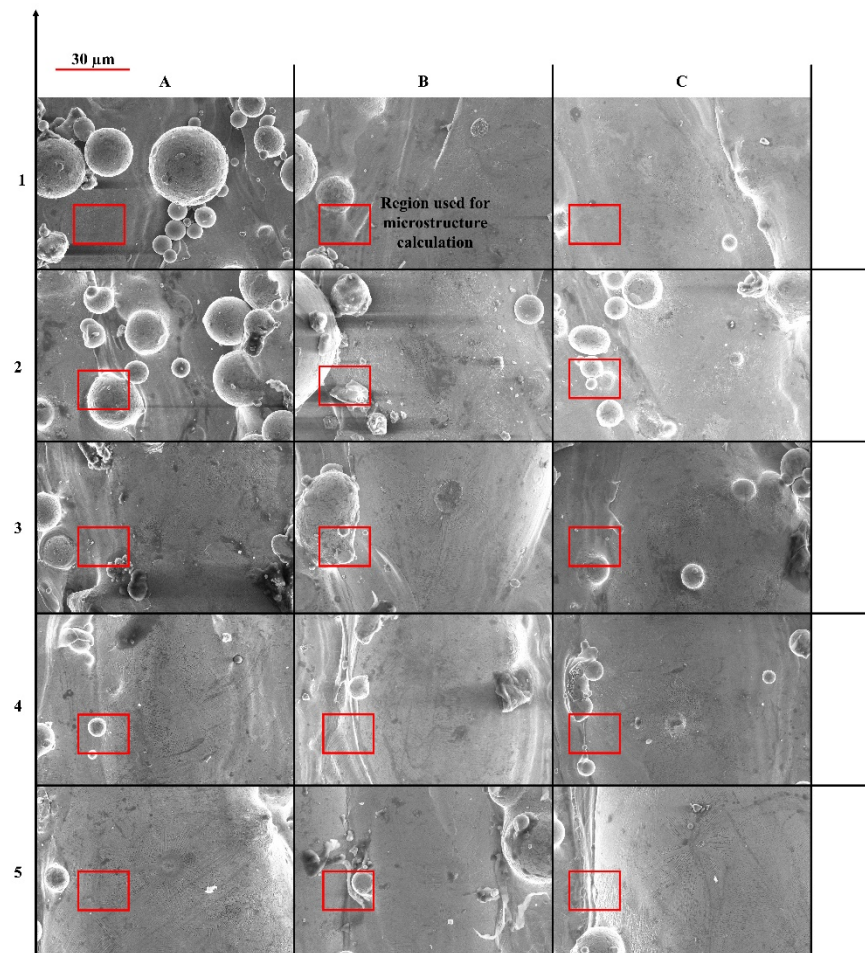 30 µm
A
B
C
1
Region used for
microstructure
calculation
2
3
4
5